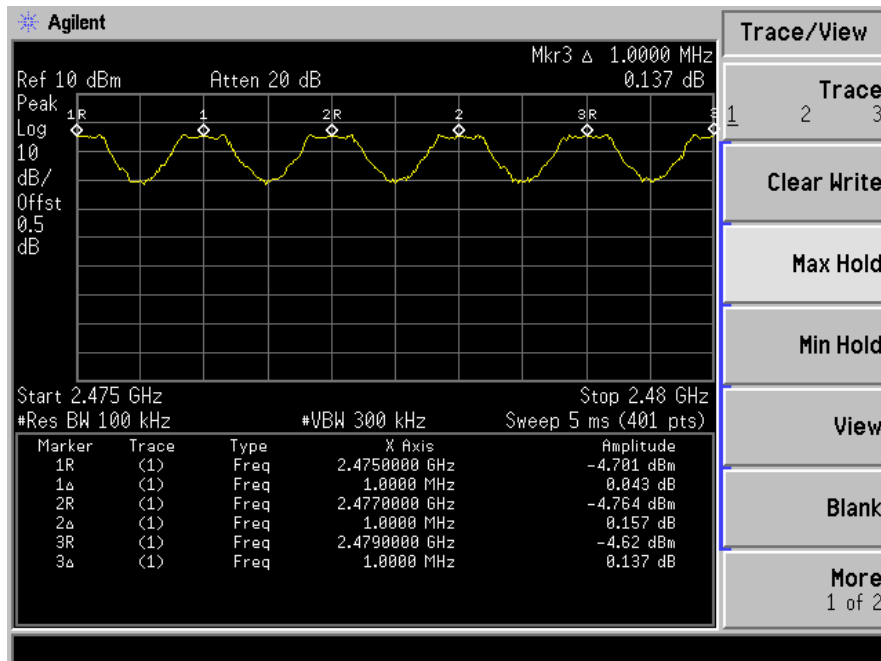 Agilent
Trace/View
Mkr3 Δ 1.0000 MHz
Ref 10 dBm Atten 20 dB 0.137 dB
Peak
Log
10
dB/
Offst
0.5
dB
1R 1 2R 2 3R 3
Start 2.475 GHz Stop 2.48 GHz
#Res BW 100 kHz #VBW 300 kHz Sweep 5 ms (401 pts)
Marker Trace Type X Axis Amplitude
1R (1) Freq 2.4750000 GHz -4.701 dBm
1Δ (1) Freq 1.0000 MHz 0.043 dB
2R (1) Freq 2.4770000 GHz -4.764 dBm
2Δ (1) Freq 1.0000 MHz 0.157 dB
3R (1) Freq 2.4790000 GHz -4.62 dBm
3Δ (1) Freq 1.0000 MHz 0.137 dB
Trace
1 2 3
Clear Write
Max Hold
Min Hold
View
Blank
More
1 of 2